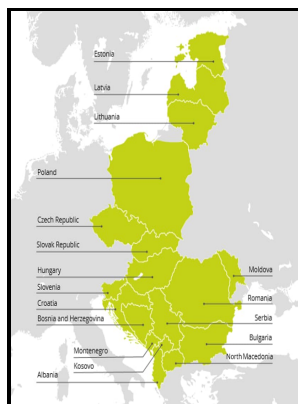 Estonia
Latvia
Lithuania
Poland
Czech Republic
Slovak Republic
Hungary
Moldova
Slovenia
Romania
Croatia
Bosnia and Herzegovina
Serbia
Bulgaria
Montenegro
North Macedonia
Kosovo
Albania